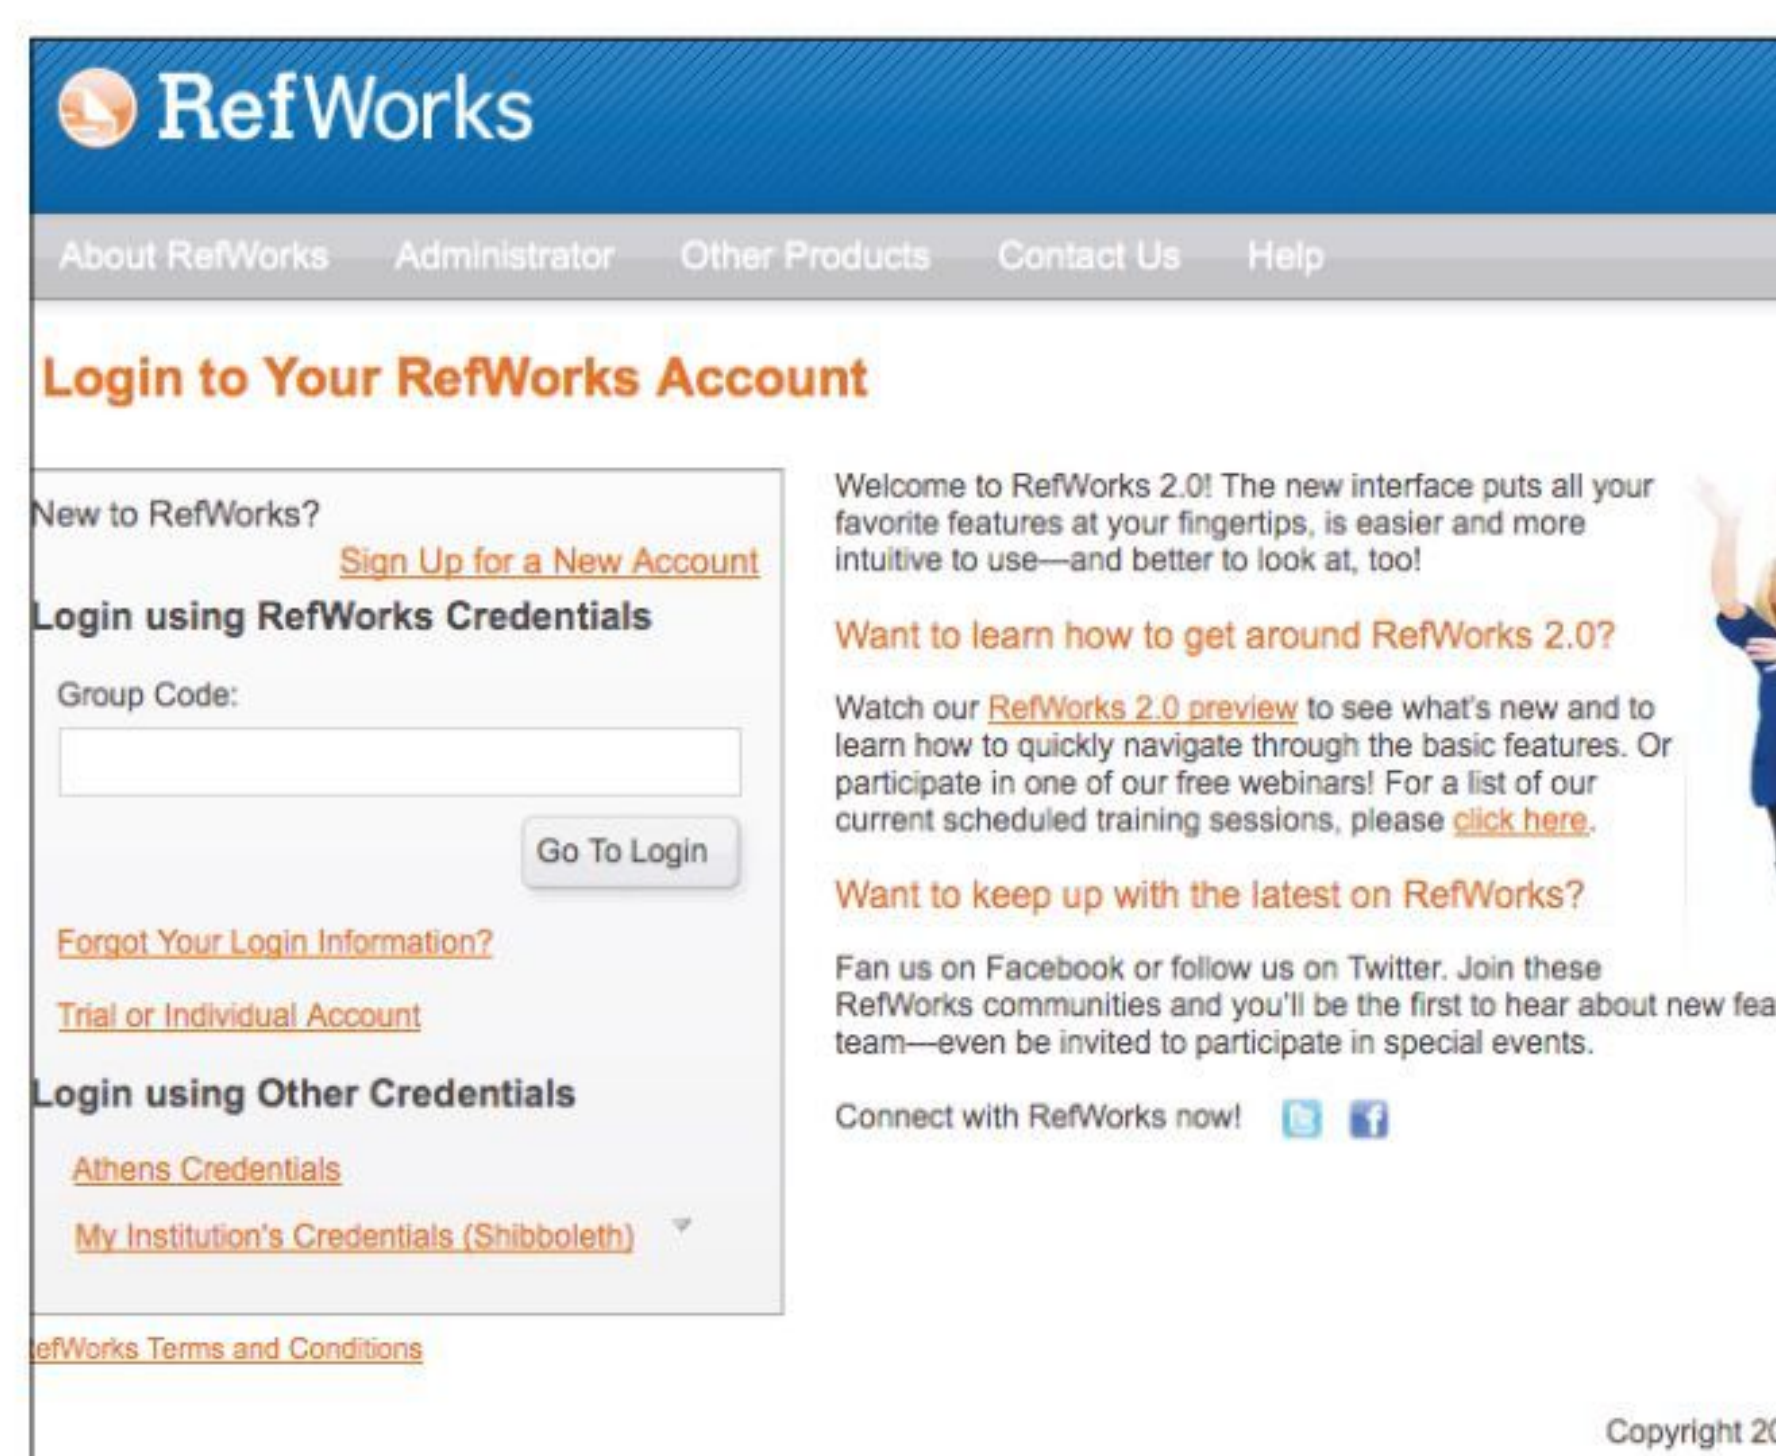 RefWorks
About RefWorks Administrator Other Products Contact Us Help
Login to Your RefWorks Account
New to RefWorks?
Sign Up for a New Account
Login using RefWorks Credentials
Group Code:
Go To Login
Forgot Your Login Information?
Trial or Individual Account
Login using Other Credentials
Athens Credentials
My Institution's Credentials (Shibboleth)
efWorks Terms and Conditions
Welcome to RefWorks 2.0! The new interface puts all your
favorite features at your fingertips, is easier and more
intuitive to use—and better to look at, too!
Want to learn how to get around RefWorks 2.0?
Watch our RefWorks 2.0 preview to see what's new and to
learn how to quickly navigate through the basic features. Or
participate in one of our free webinars! For a list of our
current scheduled training sessions, please click here.
Want to keep up with the latest on RefWorks?
Fan us on Facebook or follow us on Twitter. Join these
RefWorks communities and you'll be the first to hear about new fea
team—even be invited to participate in special events.
Connect with RefWorks now!
Copyright 20